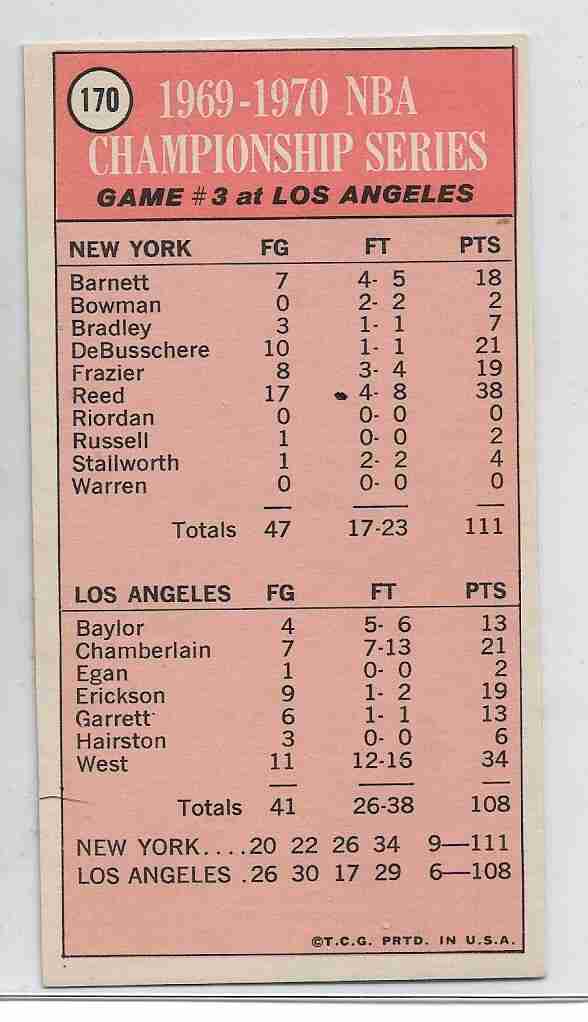 170
1969-1970 NBA
CHAMPIONSHIP SERIES
GAME #3 at LOS ANGELES
NEW YORK FG FT PTS
Barnett 7 4- 5 18
Bowman 0 2- 2 2
Bradley 3 1- 1 7
DeBusschere 10 1- 1 21
Frazier 8 3- 4 19
Reed 17 4- 8 38
Riordan 0 0- 0 0
Russell 1 0- 0 2
Stallworth 1 2- 2 4
Warren 0 0- 0 0
Totals 47 17-23 111
LOS ANGELES FG FT PTS
Baylor 4 5- 6 13
Chamberlain 7 7-13 21
Egan 1 0- 0 2
Erickson 9 1- 2 19
Garrett 6 1- 1 13
Hairston 3 0- 0 6
West 11 12-16 34
Totals 41 26-38 108
NEW YORK....20 22 26 34 9—111
LOS ANGELES .26 30 17 29 6—108
©T.C.G. PRTD. IN U.S.A.